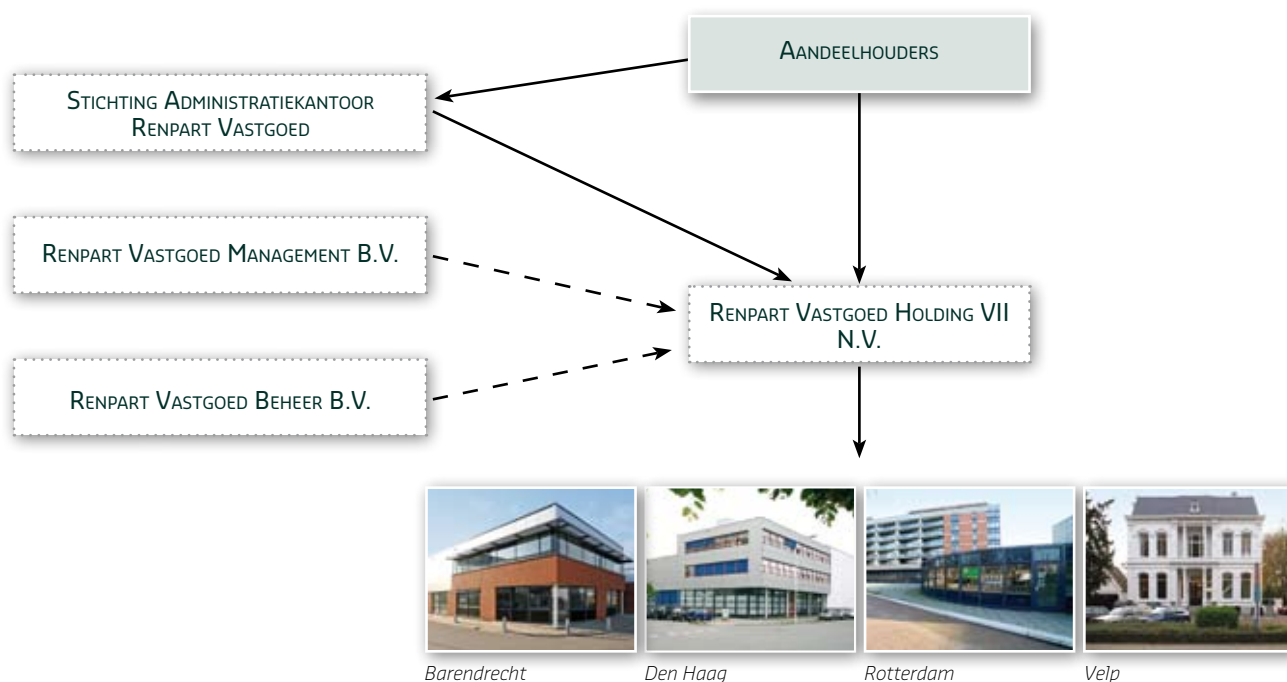 Aandeelhouders
Stichting Administratiekantoor
Renpart Vastgoed
Renpart Vastgoed Management B.V.
Renpart Vastgoed Holding VII
N.V.
Renpart Vastgoed Beheer B.V.
Barendrecht
Den Haag
Rotterdam
Velp